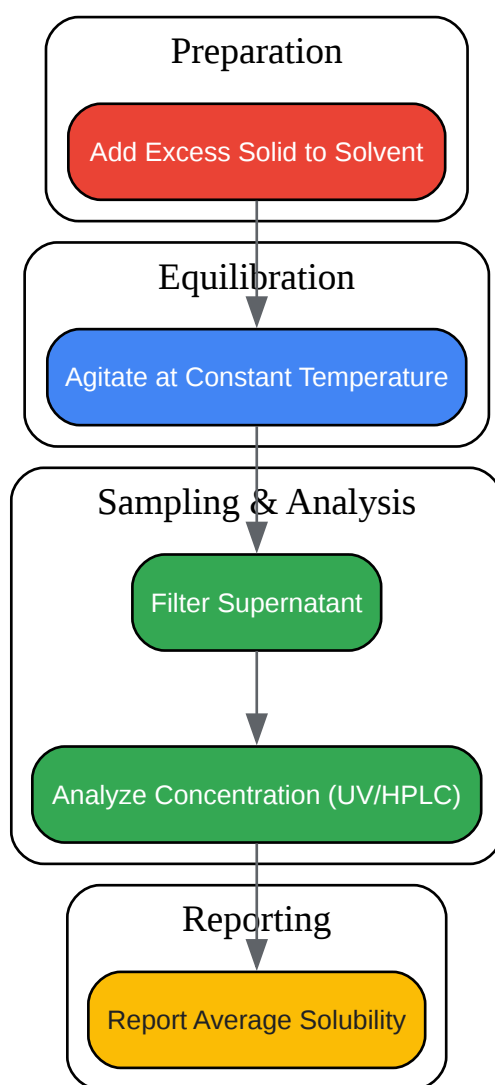 Preparation
Add Excess Solid to Solvent
Equilibration
Agitate at Constant Temperature
Sampling & Analysis
Filter Supernatant
Analyze Concentration (UV/HPLC)
Reporting
Report Average Solubility